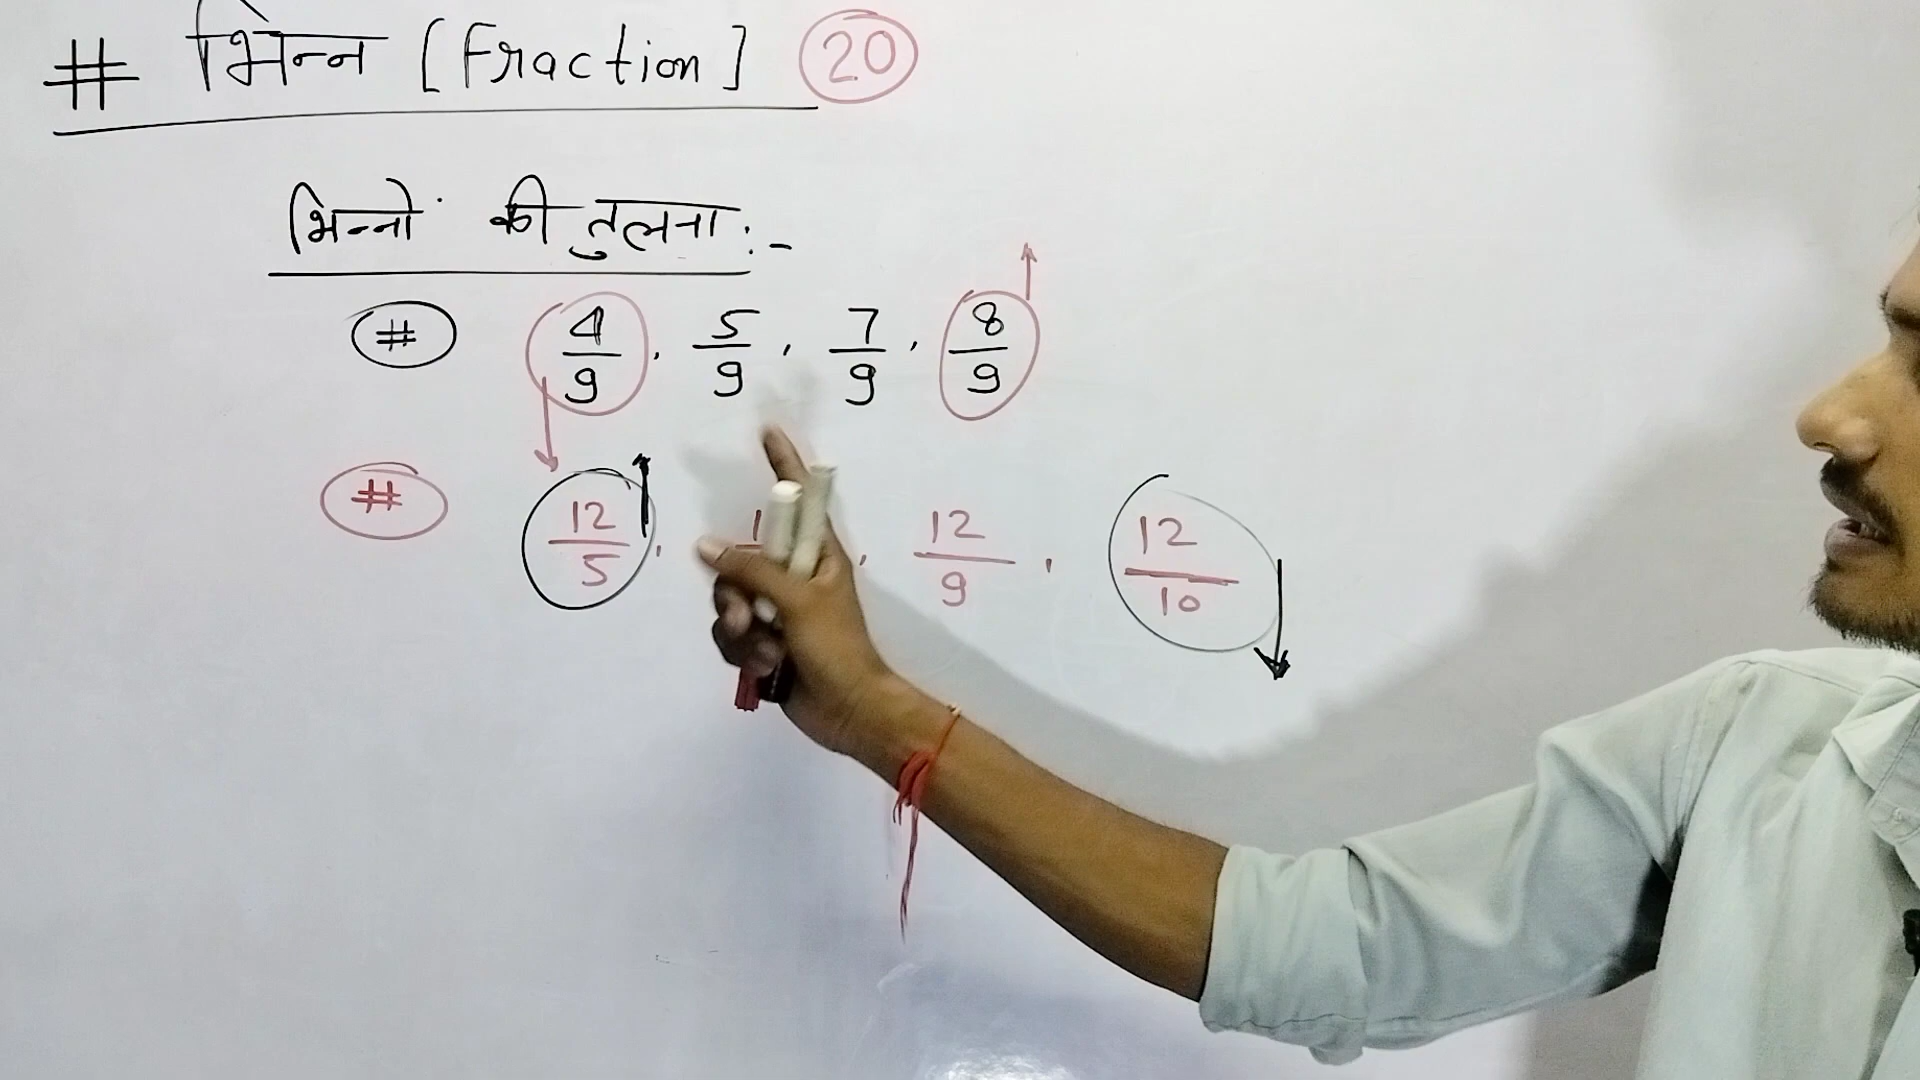 # भिन्न [Fraction] 20
भिन्नो की तुलना :-
# 4/9, 5/9, 7/9, 8/9
# 12/5, , 12/9, 12/10